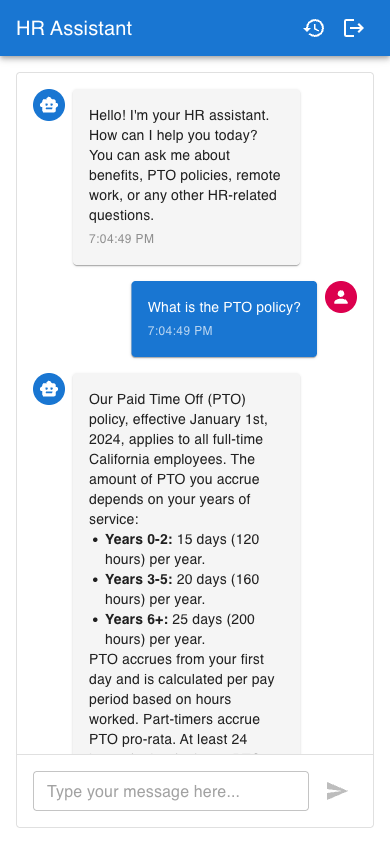 HR Assistant
Hello! I'm your HR assistant.
How can I help you today?
You can ask me about
benefits, PTO policies, remote
work, or any other HR-related
questions.
7:04:49 PM
What is the PTO policy?
7:04:49 PM
Our Paid Time Off (PTO)
policy, effective January 1st,
2024, applies to all full-time
California employees. The
amount of PTO you accrue
depends on your years of
service:
• Years 0-2: 15 days (120
hours) per year.
• Years 3-5: 20 days (160
hours) per year.
• Years 6+: 25 days (200
hours) per year.
PTO accrues from your first
day and is calculated per pay
period based on hours
worked. Part-timers accrue
PTO pro-rata. At least 24
Type your message here...